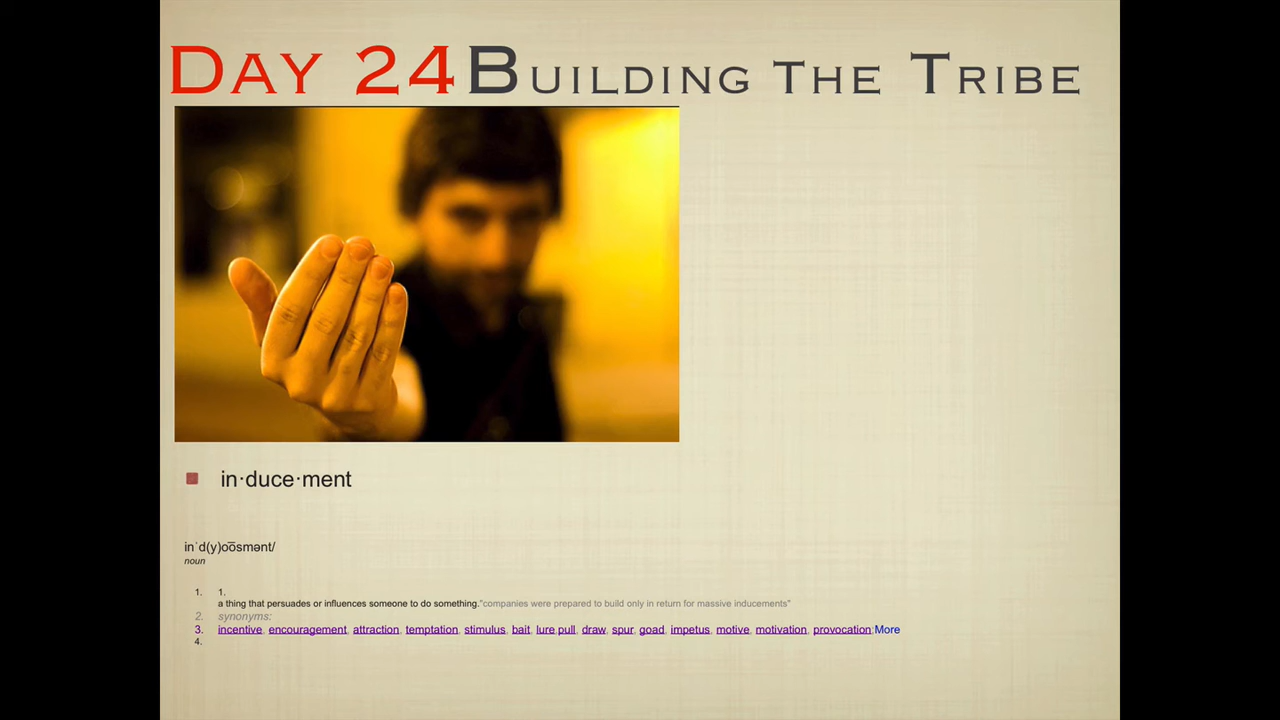 Day 24 Building The Tribe
in·duce·ment
inˈd(y)o͞osmənt/
noun
1. 1.
a thing that persuades or influences someone to do something."companies were prepared to build only in return for massive inducements"
2. synonyms:
3. incentive, encouragement, attraction, temptation, stimulus, bait, lure,pull, draw, spur, goad, impetus, motive, motivation, provocation;More
4.